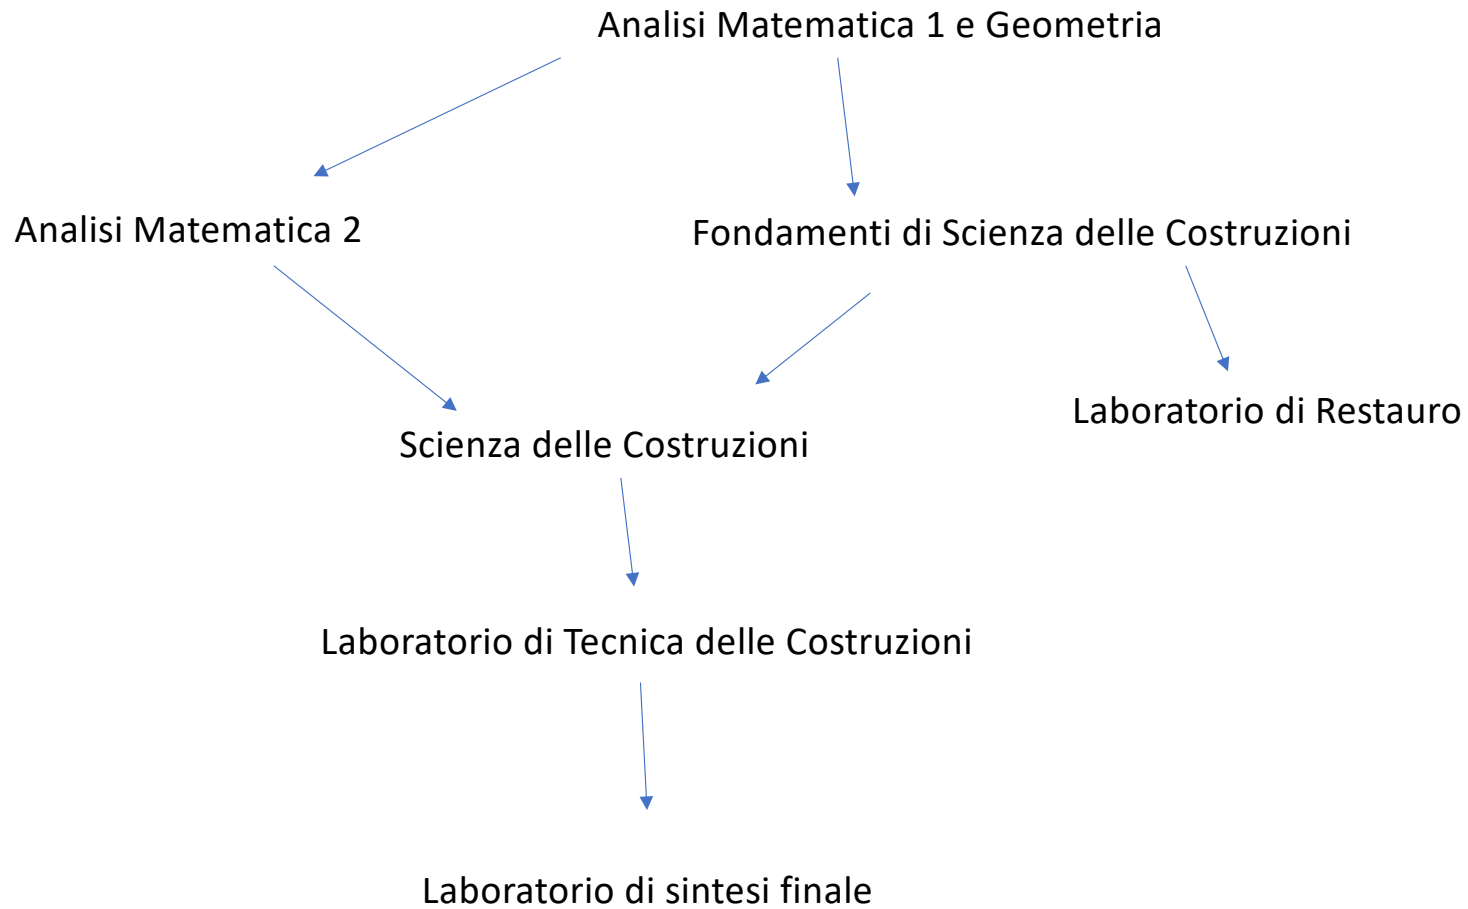 Analisi Matematica 1 e Geometria
Analisi Matematica 2
Fondamenti di Scienza delle Costruzioni
Laboratorio di Restauro
Scienza delle Costruzioni
Laboratorio di Tecnica delle Costruzioni
Laboratorio di sintesi finale